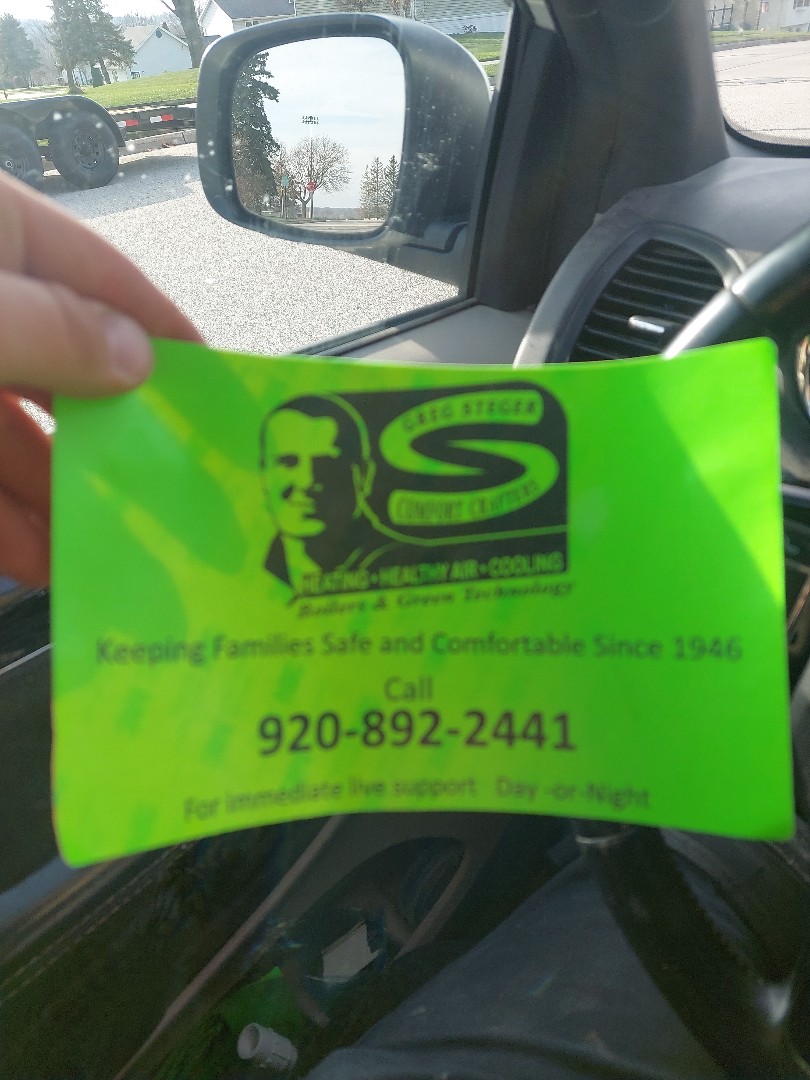 GREG STEGER
S
COMFORT CRAFTERS
HEATING • HEALTHY AIR • COOLING
Boilers & Green Technology
Keeping Families Safe and Comfortable Since 1946
Call
920-892-2441
For immediate live support Day -or-Night